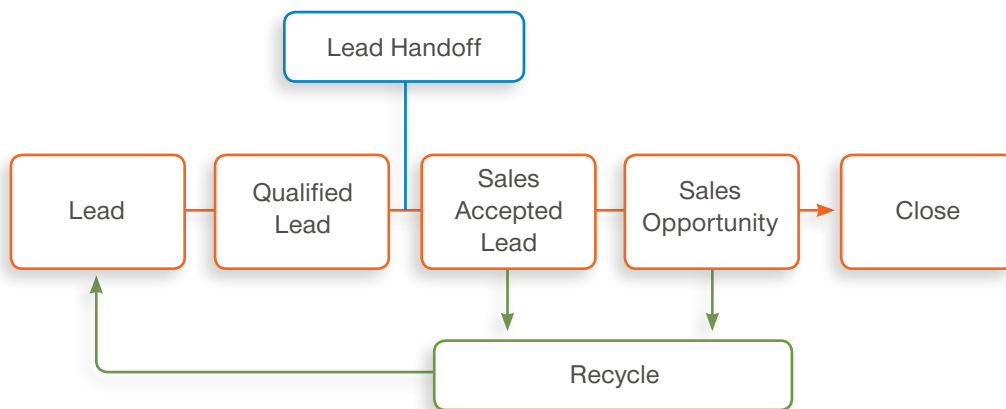 Lead Handoff
Lead
Qualified
Lead
Sales
Accepted
Lead
Sales
Opportunity
Close
Recycle